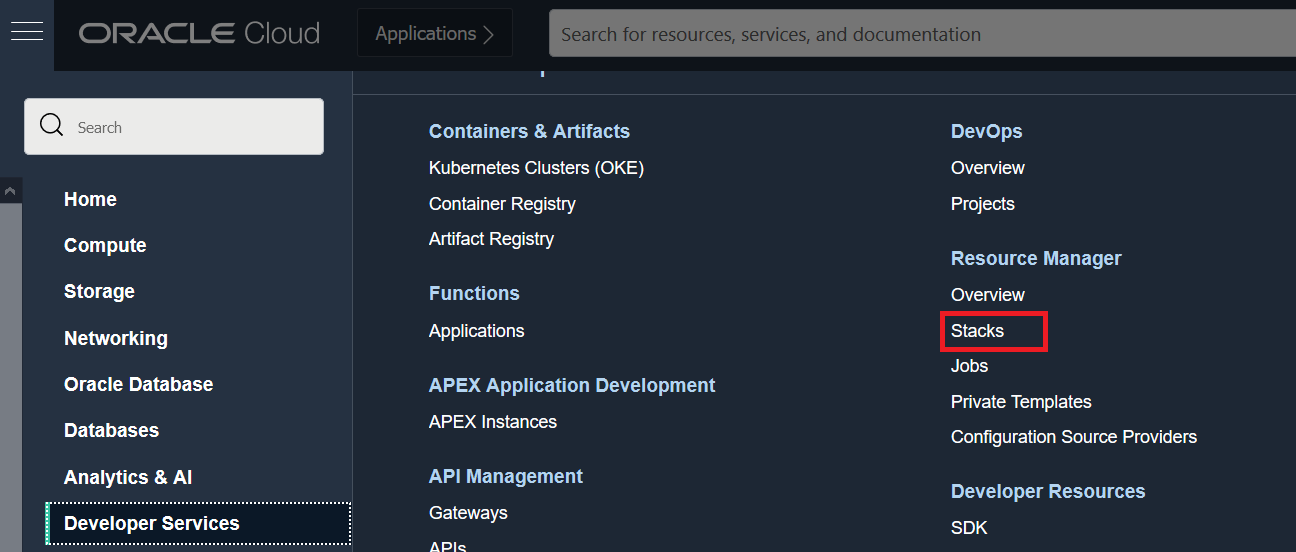 ORACLE Cloud
Applications
Search for resources, services, and documentation
Search
Home
Compute
Storage
Networking
Oracle Database
Databases
Analytics & AI
Developer Services
Containers & Artifacts
Kubernetes Clusters (OKE)
Container Registry
Artifact Registry
Functions
Applications
APEX Application Development
APEX Instances
API Management
Gateways
APIs
DevOps
Overview
Projects
Resource Manager
Overview
Stacks
Jobs
Private Templates
Configuration Source Providers
Developer Resources
SDK